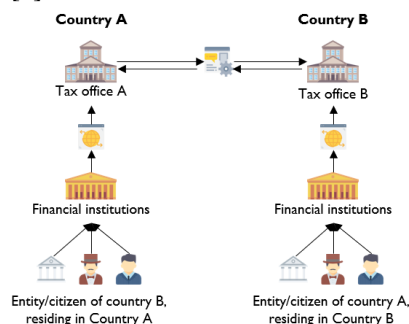 Country A
Country B
Tax office A
Tax office B
Financial institutions
Financial institutions
Entity/citizen of country B,
residing in Country A
Entity/citizen of country A,
residing in Country B